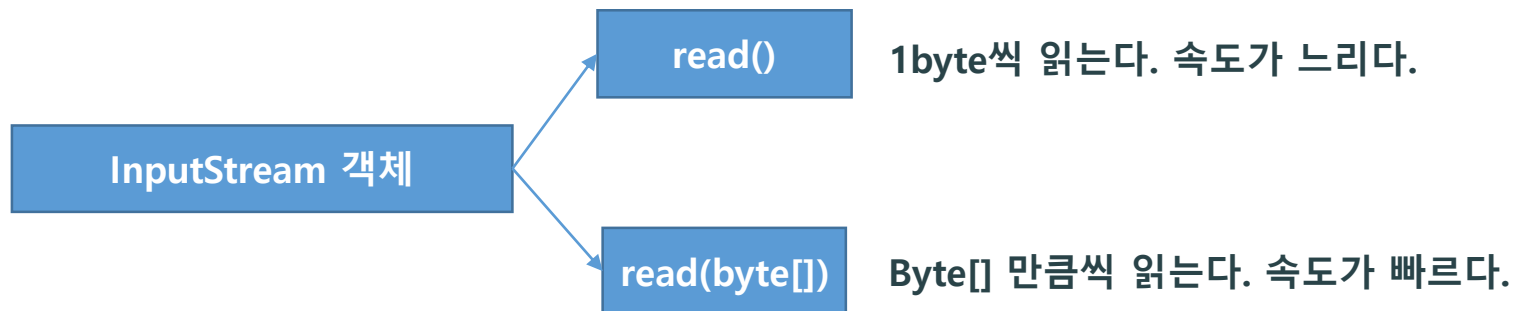 read()
1byte씩 읽는다. 속도가 느리다.
InputStream 객체
read(byte[])
Byte[] 만큼씩 읽는다. 속도가 빠르다.